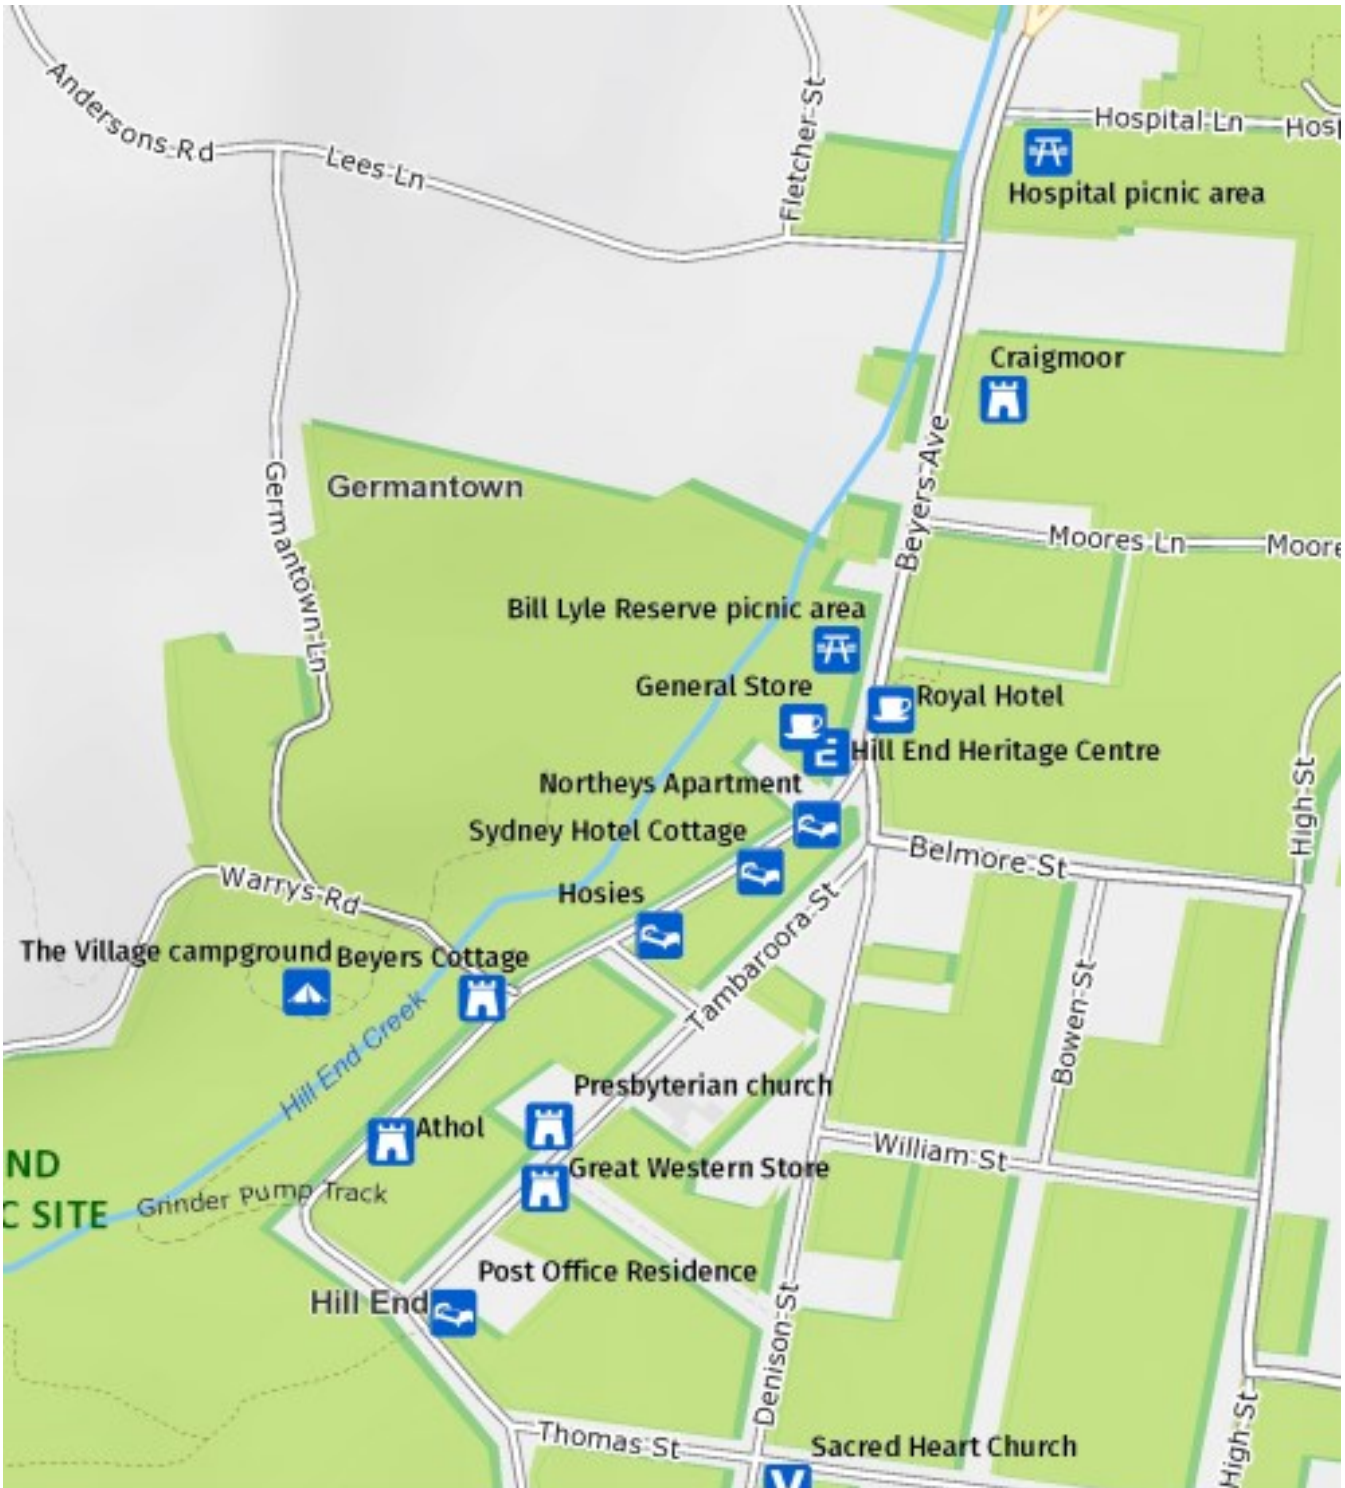 Andersons Rd
Lees Ln
Fletcher St
Hospital Ln
Hosp
Hospital picnic area
Craigmoor
Beyers Ave
Germantown
Germantown Ln
Moores Ln
Moore
Bill Lyle Reserve picnic area
General Store
Royal Hotel
Hill End Heritage Centre
Northeys Apartment
Sydney Hotel Cottage
Belmore St
High St
Hosies
Warrys Rd
Tambaroora St
The Village campground
Beyers Cottage
Hill End Creek
Bowen St
Presbyterian church
Athol
William St
Great Western Store
ND
C SITE
Grinder Pump Track
Post Office Residence
Hill End
Denison St
High St
Thomas St
Sacred Heart Church